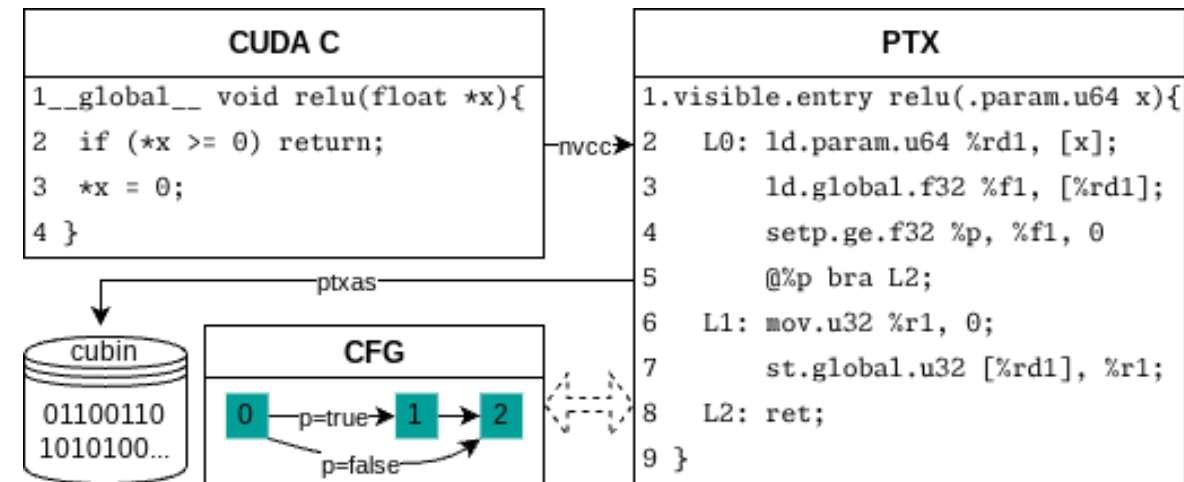 CUDA C
1__global__ void relu(float *x){
2  if (*x >= 0) return;
3  *x = 0;
4 }
nvcc
PTX
1.visible.entry relu(.param.u64 x){
2   L0: ld.param.u64 %rd1, [x];
3       ld.global.f32 %f1, [%rd1];
4       setp.ge.f32 %p, %f1, 0
5       @%p bra L2;
6   L1: mov.u32 %r1, 0;
7       st.global.u32 [%rd1], %r1;
8   L2: ret;
9 }
ptxas
cubin
01100110
1010100...
CFG
0 p=true 1 2
p=false